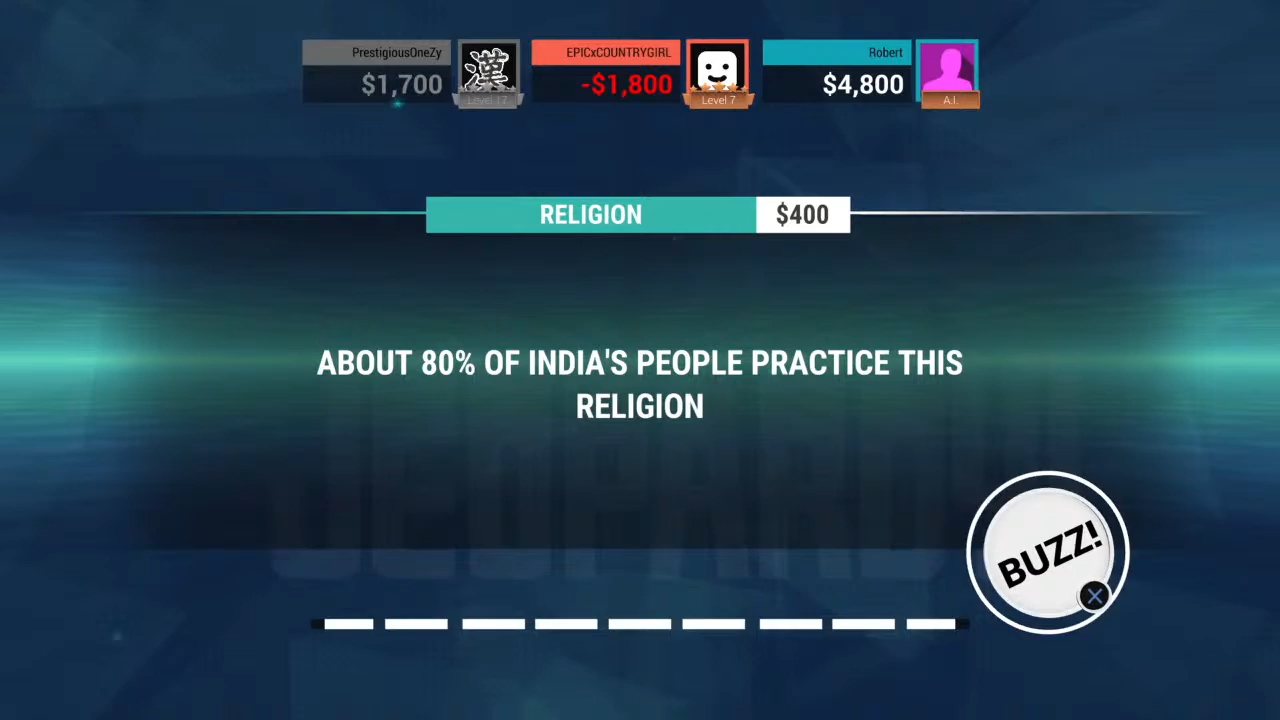 PrestigiousOneZy
$1,700
漢
Level 17
EPICxCOUNTRYGIRL
-$1,800
Level 7
Robert
$4,800
A.I.
RELIGION
$400
ABOUT 80% OF INDIA'S PEOPLE PRACTICE THIS
RELIGION
JEOPARDY!
BUZZ!